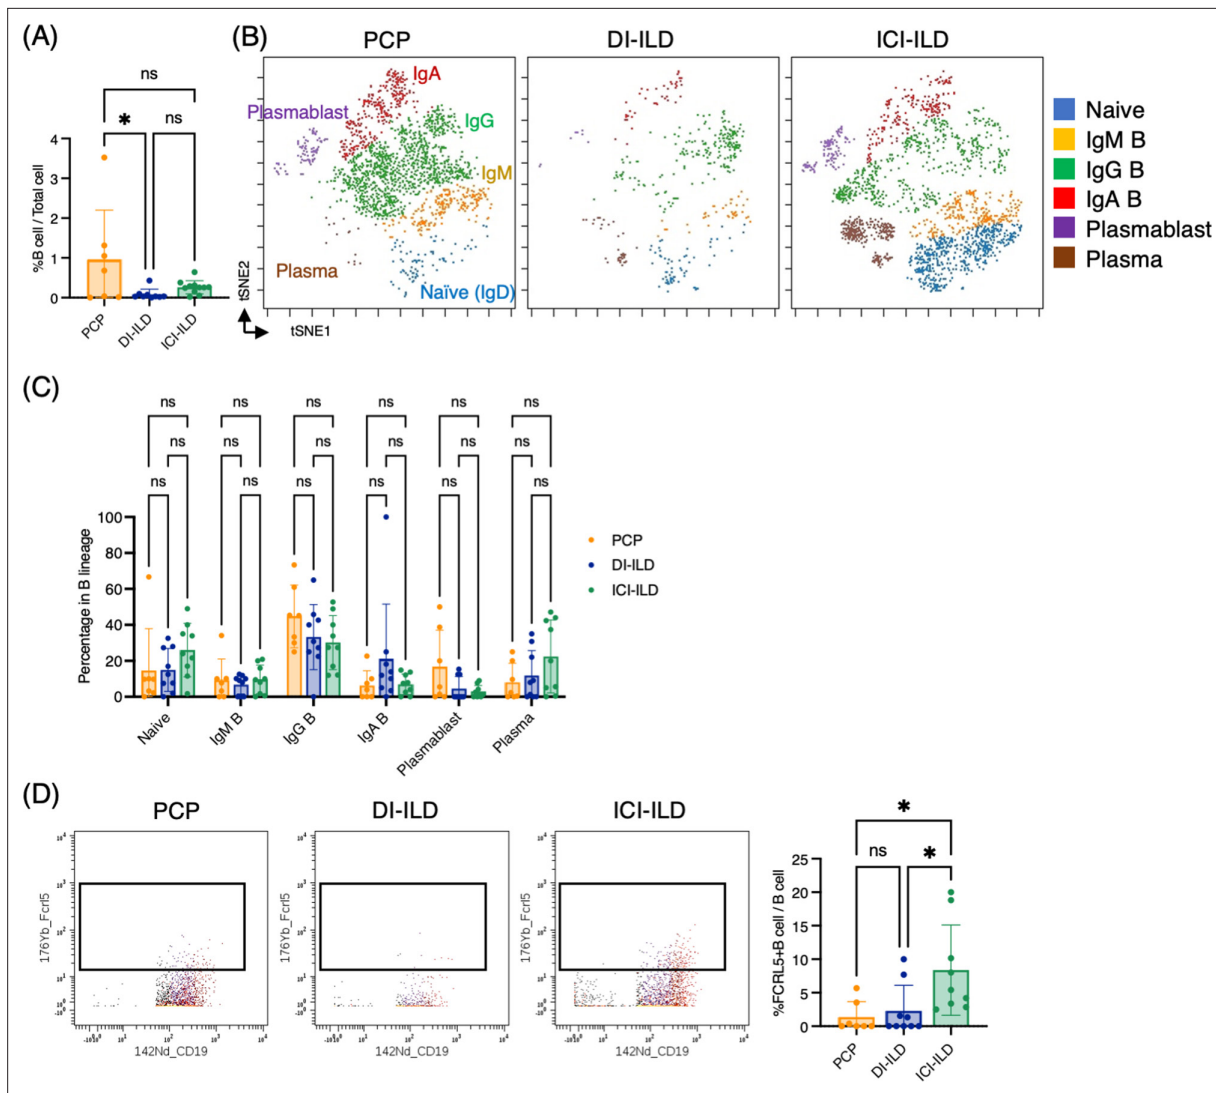 (A)
ns
* ns
%B cell / Total cell
4
3
2
1
0
PCP
DI-ILD
ICI-ILD
(B)
PCP DI-ILD ICI-ILD
IgA
Plasmablast
IgG
IgM
Plasma
Naïve (IgD)
tSNE2
tSNE1
Naive
IgM B
IgG B
IgA B
Plasmablast
Plasma
(C)
ns ns ns ns ns ns
ns ns ns ns ns ns
ns ns ns ns ns ns
Percentage in B lineage
100
80
60
40
20
0
Naive
IgM B
IgG B
IgA B
Plasmablast
Plasma
PCP
DI-ILD
ICI-ILD
(D)
PCP DI-ILD ICI-ILD
176Yb_Fcrl5
142Nd_CD19
176Yb_Fcrl5
142Nd_CD19
176Yb_Fcrl5
142Nd_CD19
*
ns *
%FCRL5+B cell / B cell
25
20
15
10
5
0
PCP
DI-ILD
ICI-ILD